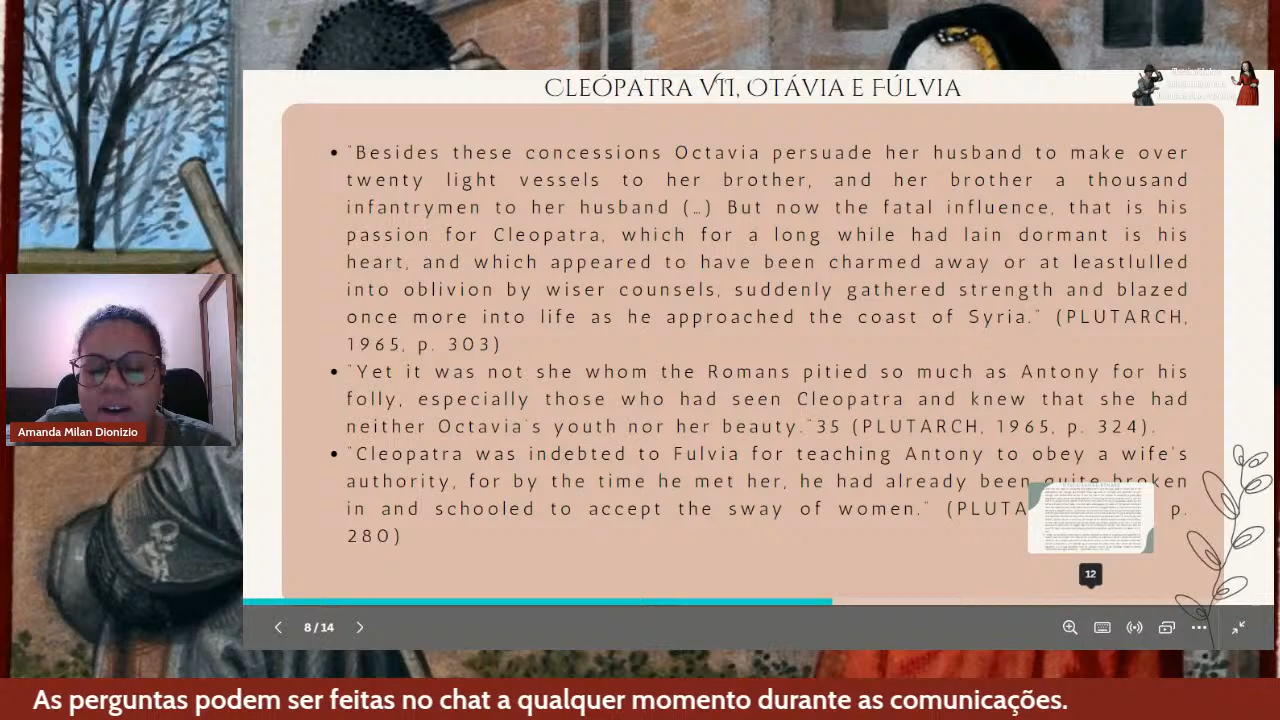 CLEÓPATRA VII, OTÁVIA E FÚLVIA
• "Besides these concessions Octavia persuade her husband to make over
twenty light vessels to her brother, and her brother a thousand
infantrymen to her husband (…) But now the fatal influence, that is his
passion for Cleopatra, which for a long while had lain dormant is his
heart, and which appeared to have been charmed away or at leastlulled
into oblivion by wiser counsels, suddenly gathered strength and blazed
once more into life as he approached the coast of Syria." (PLUTARCH,
1965, p. 303)
• "Yet it was not she whom the Romans pitied so much as Antony for his
folly, especially those who had seen Cleopatra and knew that she had
neither Octavia's youth nor her beauty."35 (PLUTARCH, 1965, p. 324).
• "Cleopatra was indebted to Fulvia for teaching Antony to obey a wife's
authority, for by the time he met her, he had already been quite broken
in and schooled to accept the sway of women." (PLUTA p.
280)
Amanda Milan Dionizio
12
8 / 14
As perguntas podem ser feitas no chat a qualquer momento durante as comunicações.